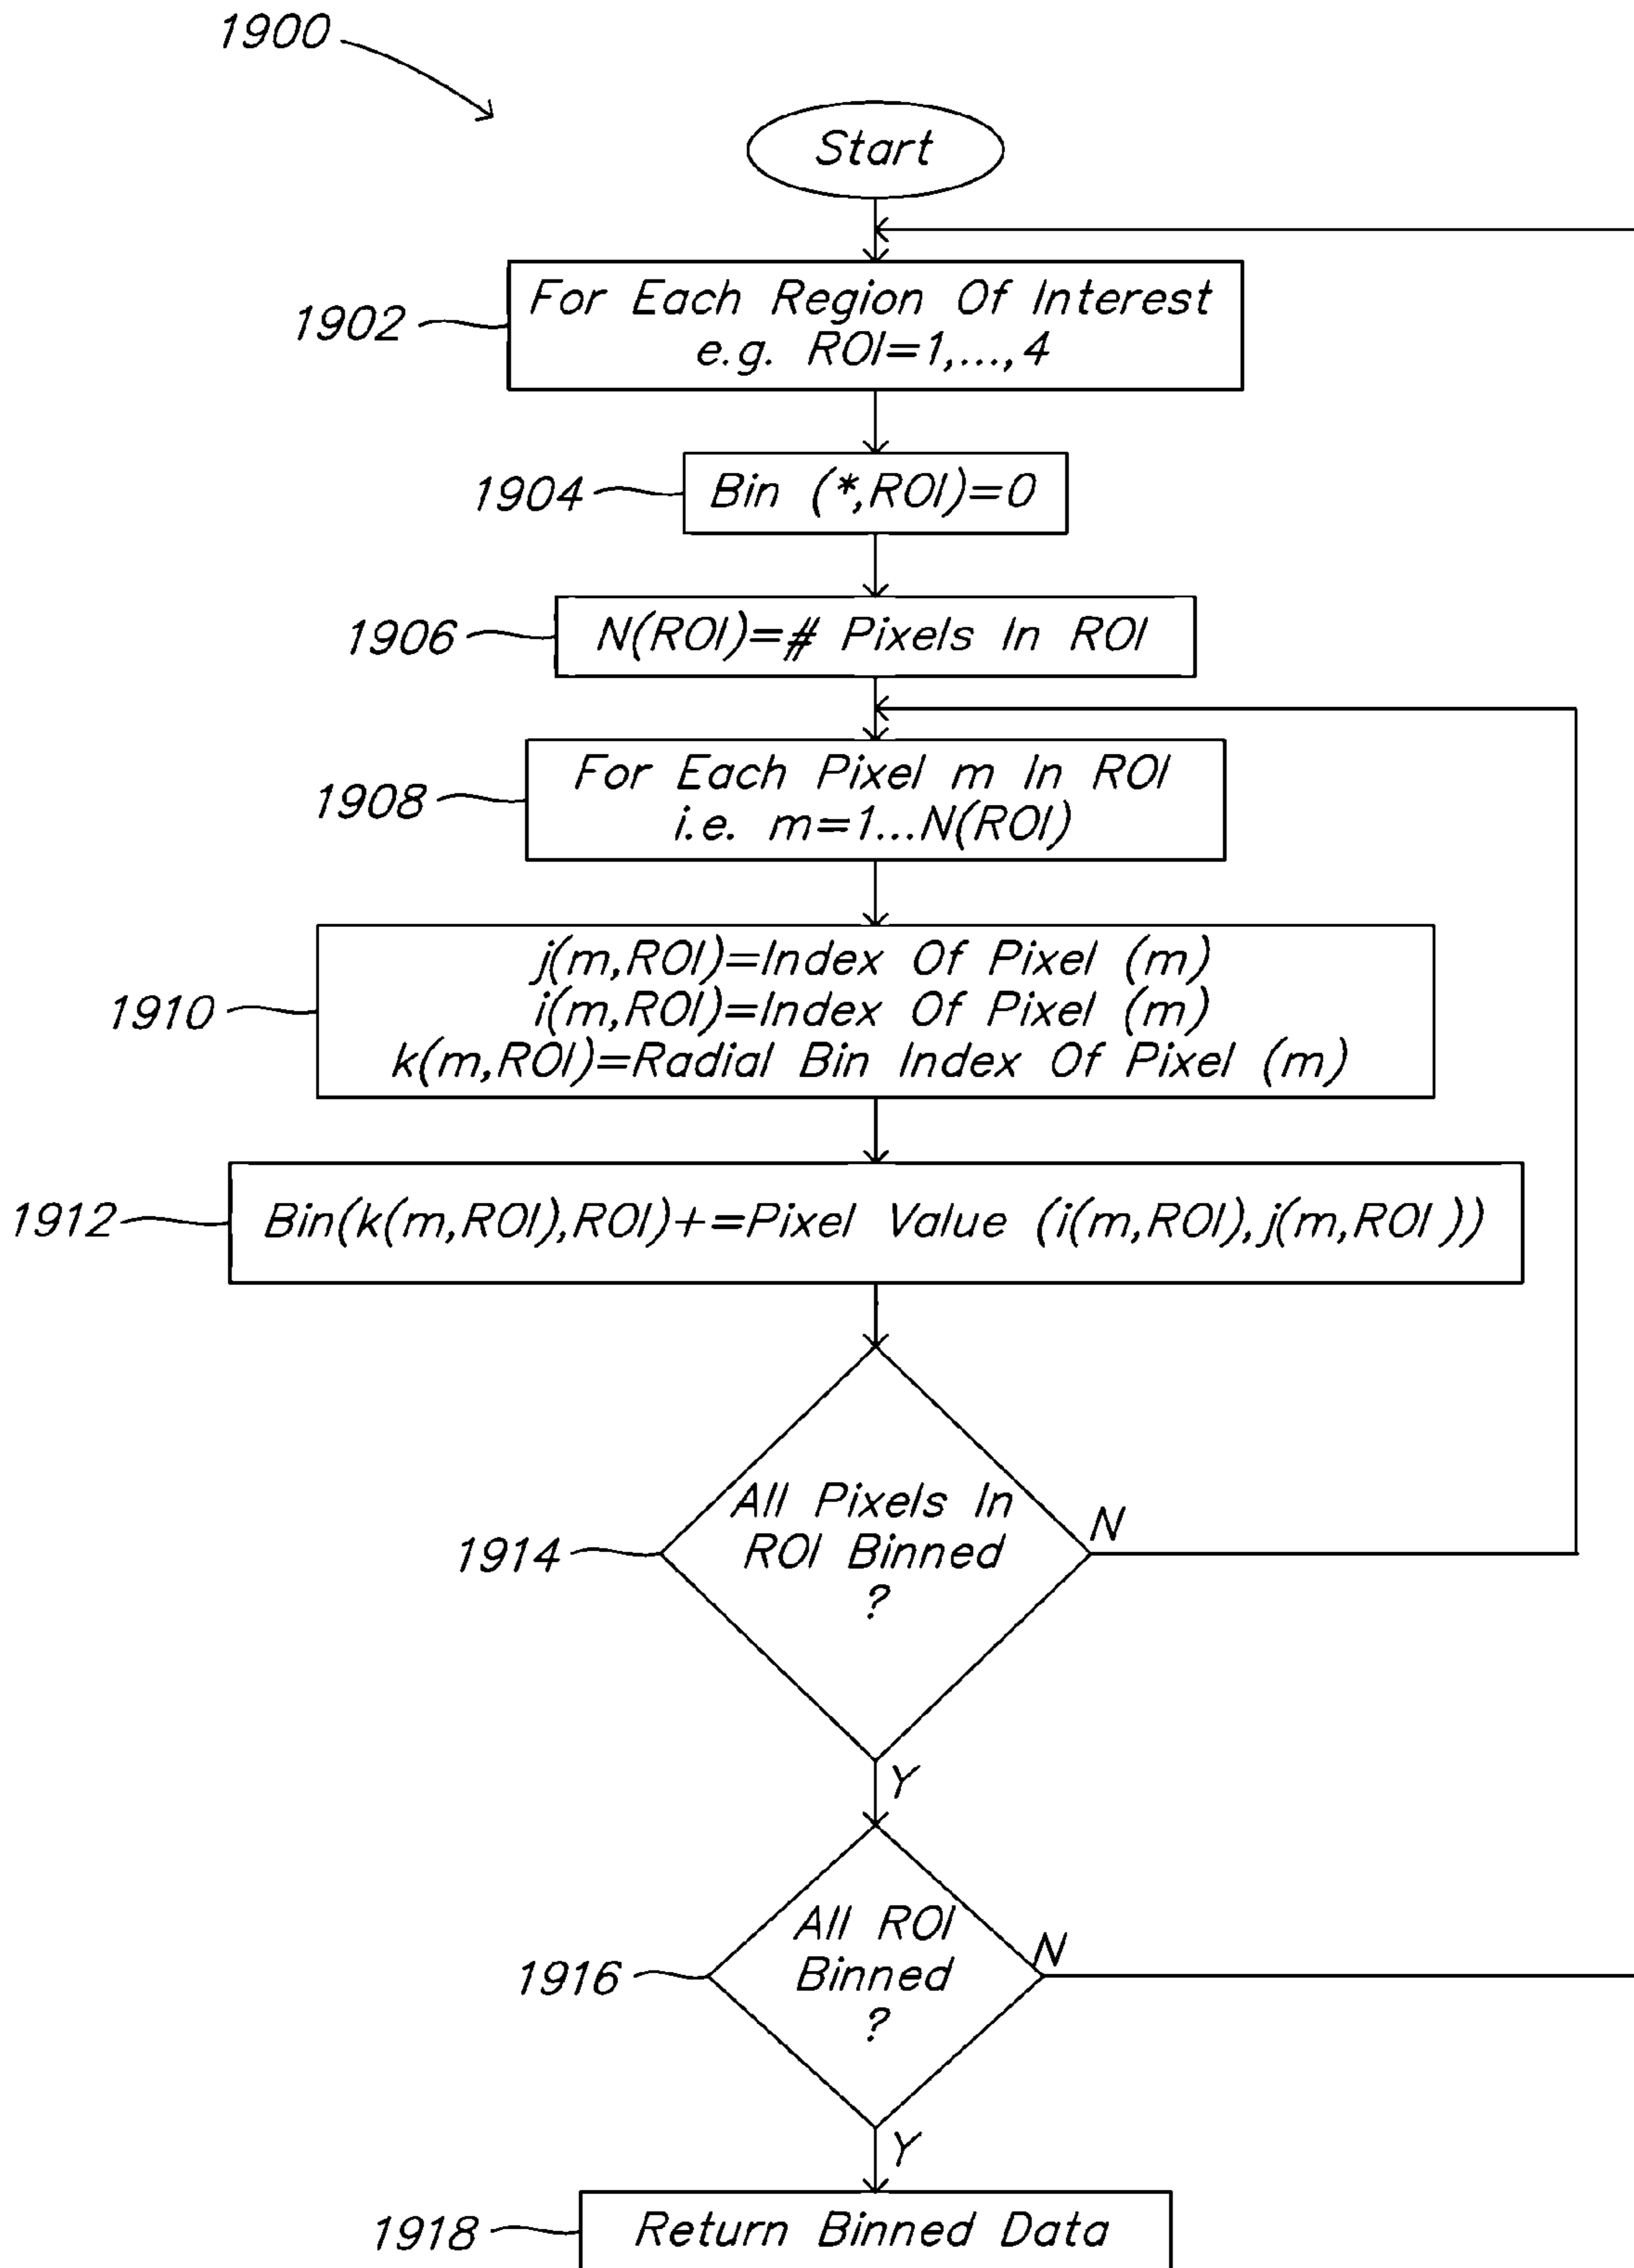 1900
Start
1902
For Each Region Of Interest
e.g. ROI=1,...,4
1904
Bin (*,ROI)=0
1906
N(ROI)=# Pixels In ROI
1908
For Each Pixel m In ROI
i.e. m=1...N(ROI)
1910
j(m,ROI)=Index Of Pixel (m)
i(m,ROI)=Index Of Pixel (m)
k(m,ROI)=Radial Bin Index Of Pixel (m)
1912
Bin(k(m,ROI),ROI)+=Pixel Value (i(m,ROI),j(m,ROI))
1914
All Pixels In
ROI Binned
?
N
Y
1916
All ROI
Binned
?
N
Y
1918
Return Binned Data